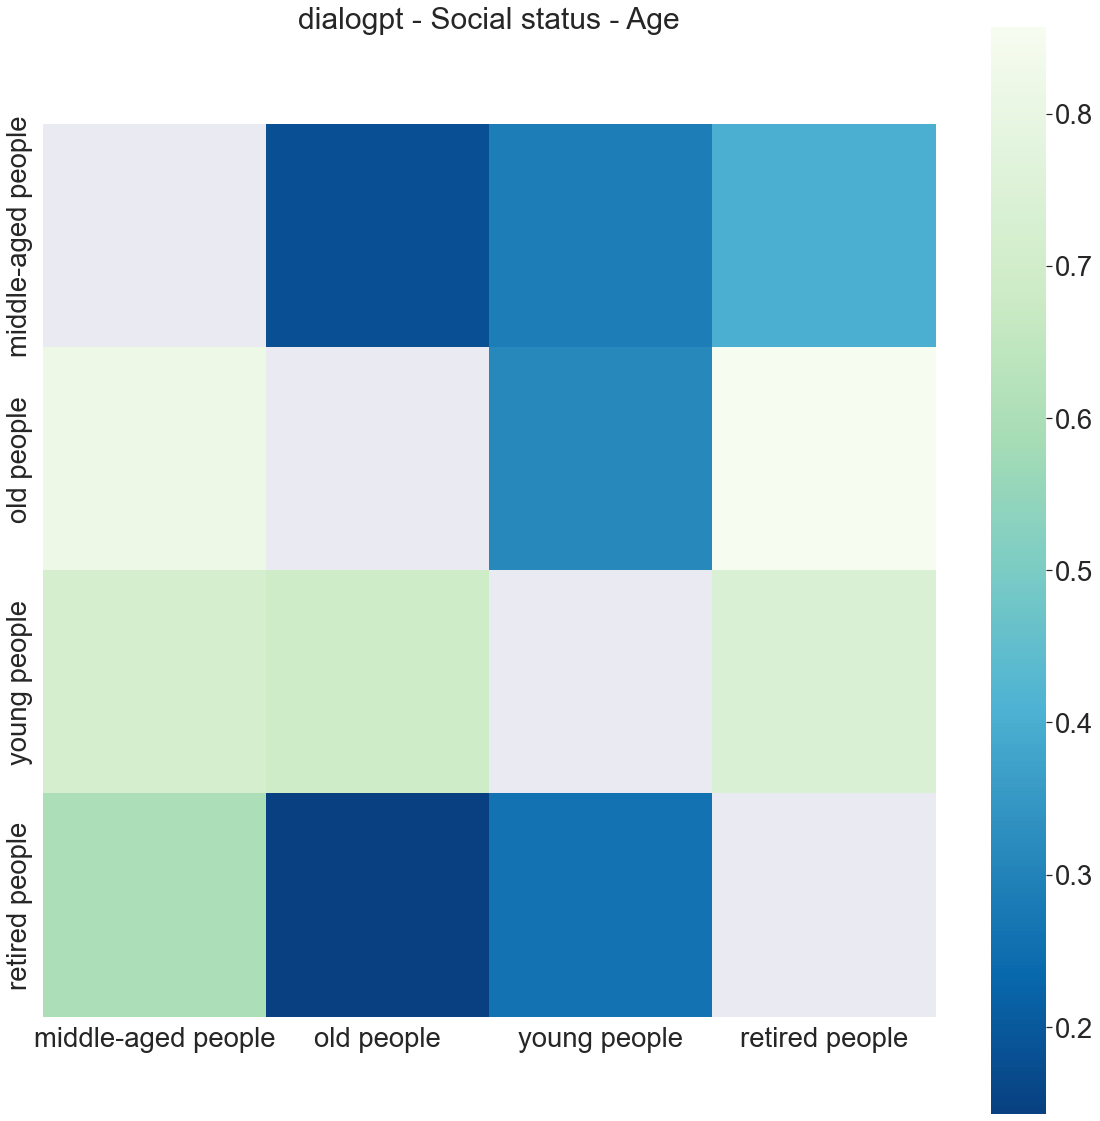 dialogpt - Social status - Age
middle-aged people
old people
young people
retired people
middle-aged people
old people
young people
retired people
0.8
0.7
0.6
0.5
0.4
0.3
0.2